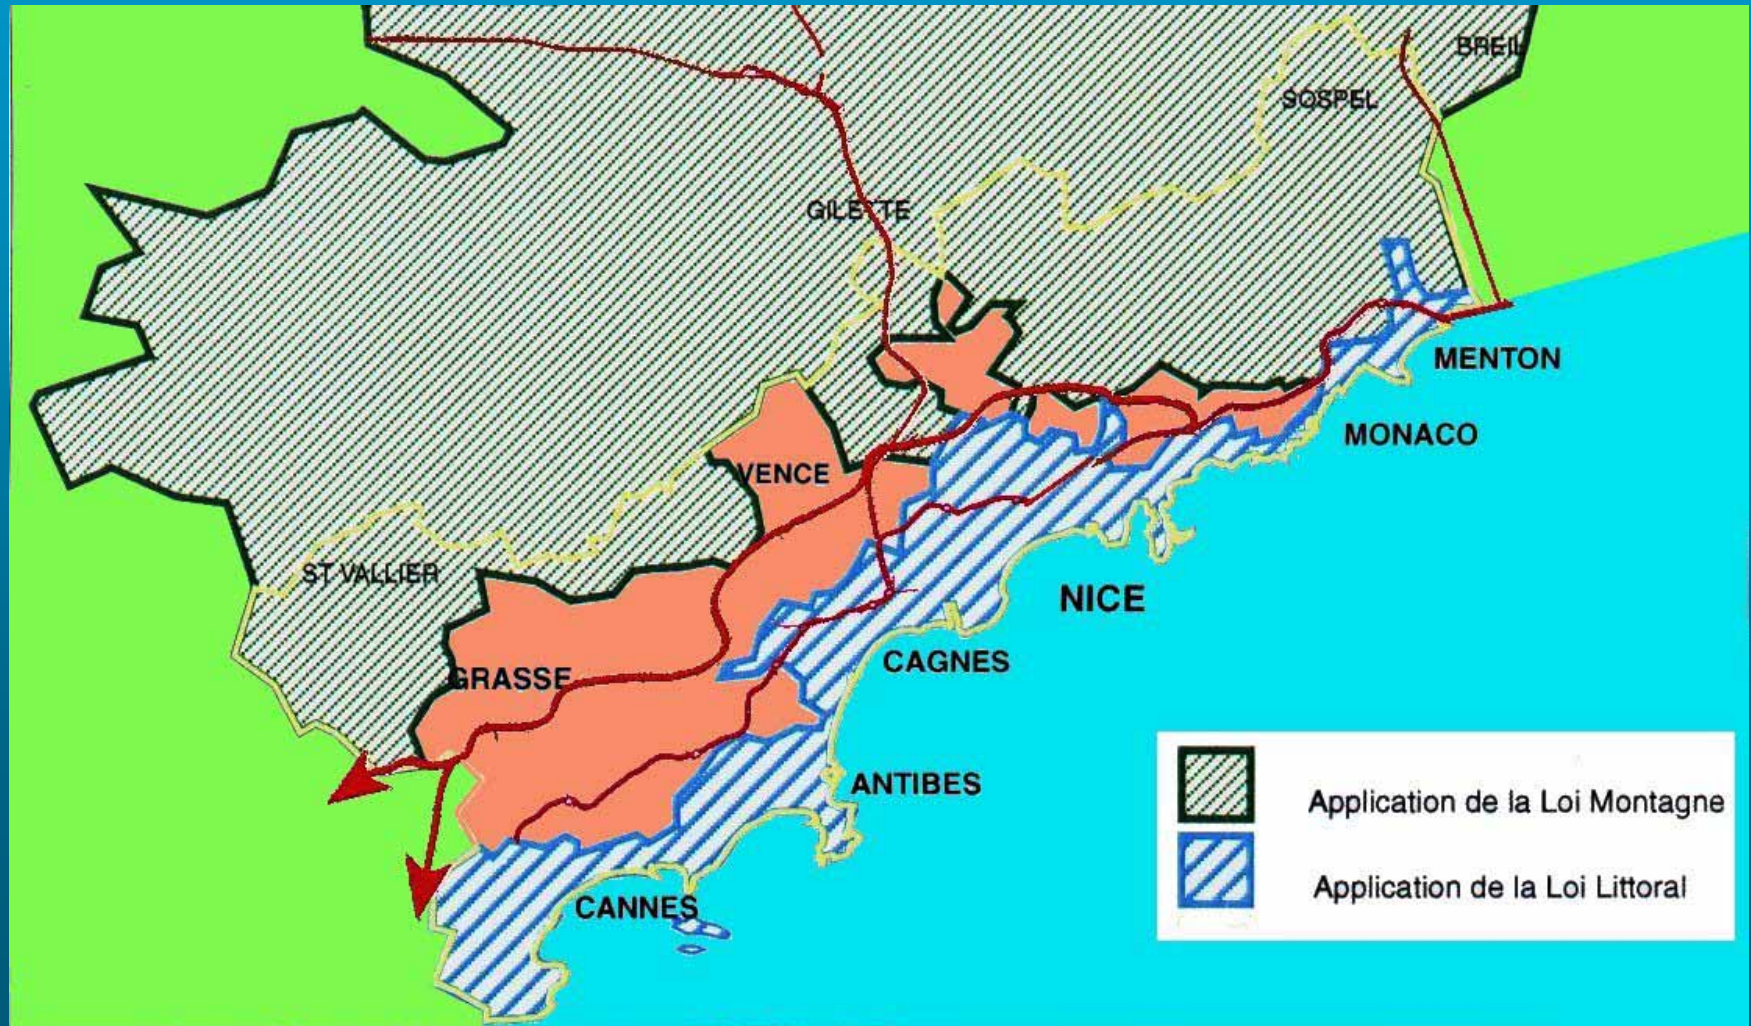 BREIL
SOSPEL
GILETTE
MENTON
MONACO
VENCE
ST VALLIER
NICE
GRASSE
CAGNES
ANTIBES
CANNES
Application de la Loi Montagne
Application de la Loi Littoral